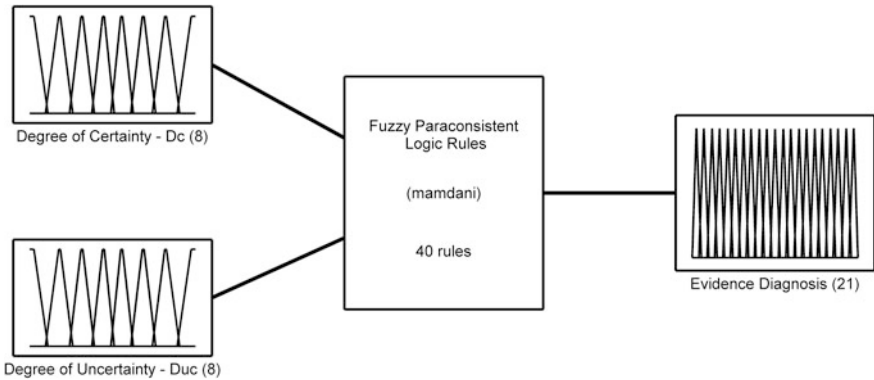 Degree of Certainty - Dc (8)
Fuzzy Paraconsistent
Logic Rules
(mamdani)
40 rules
Evidence Diagnosis (21)
Degree of Uncertainty - Duc (8)